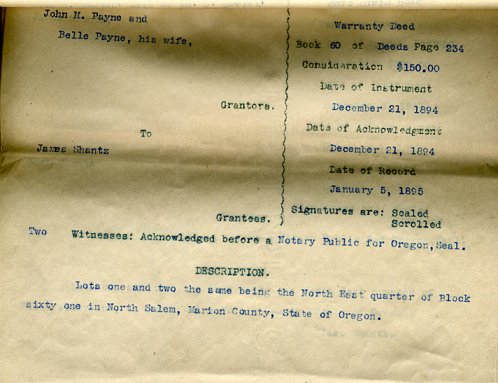 John M. Payne and
Belle Payne, his wife,
Grantors.
To
James Shantz
Grantees.
Warranty Deed
Book 60 of Deeds Page 234
Consideration $150.00
Date of Instrument
December 21, 1894
Date of Acknowledgment
December 21, 1894
Date of Record
January 5, 1895
Signatures are: Sealed
Scrolled
Two Witnesses: Acknowledged before a Notary Public for Oregon, Seal.
DESCRIPTION.
Lots one and two the same being the North East quarter of Block
sixty one in North Salem, Marion County, State of Oregon.